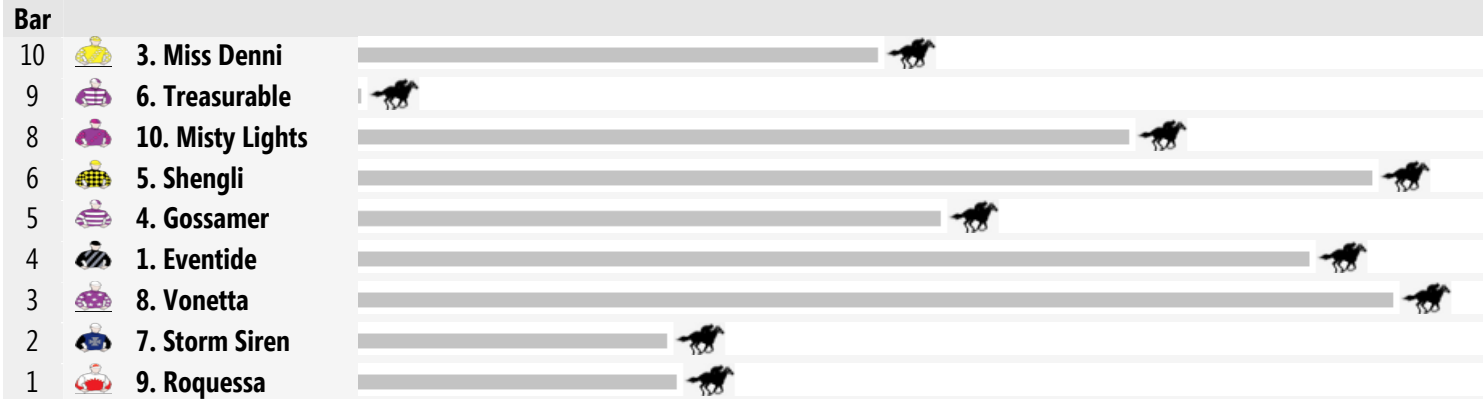 Bar
10 3. Miss Denni
9 6. Treasurable
8 10. Misty Lights
6 5. Shengli
5 4. Gossamer
4 1. Eventide
3 8. Vonetta
2 7. Storm Siren
1 9. Roquessa